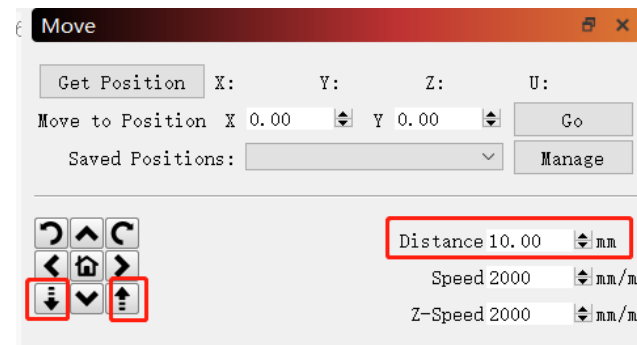 Move
Get Position X: Y: Z: U:
Move to Position X 0.00 Y 0.00 Go
Saved Positions: Manage
Distance 10.00 mm
Speed 2000 mm/m
Z-Speed 2000 mm/m